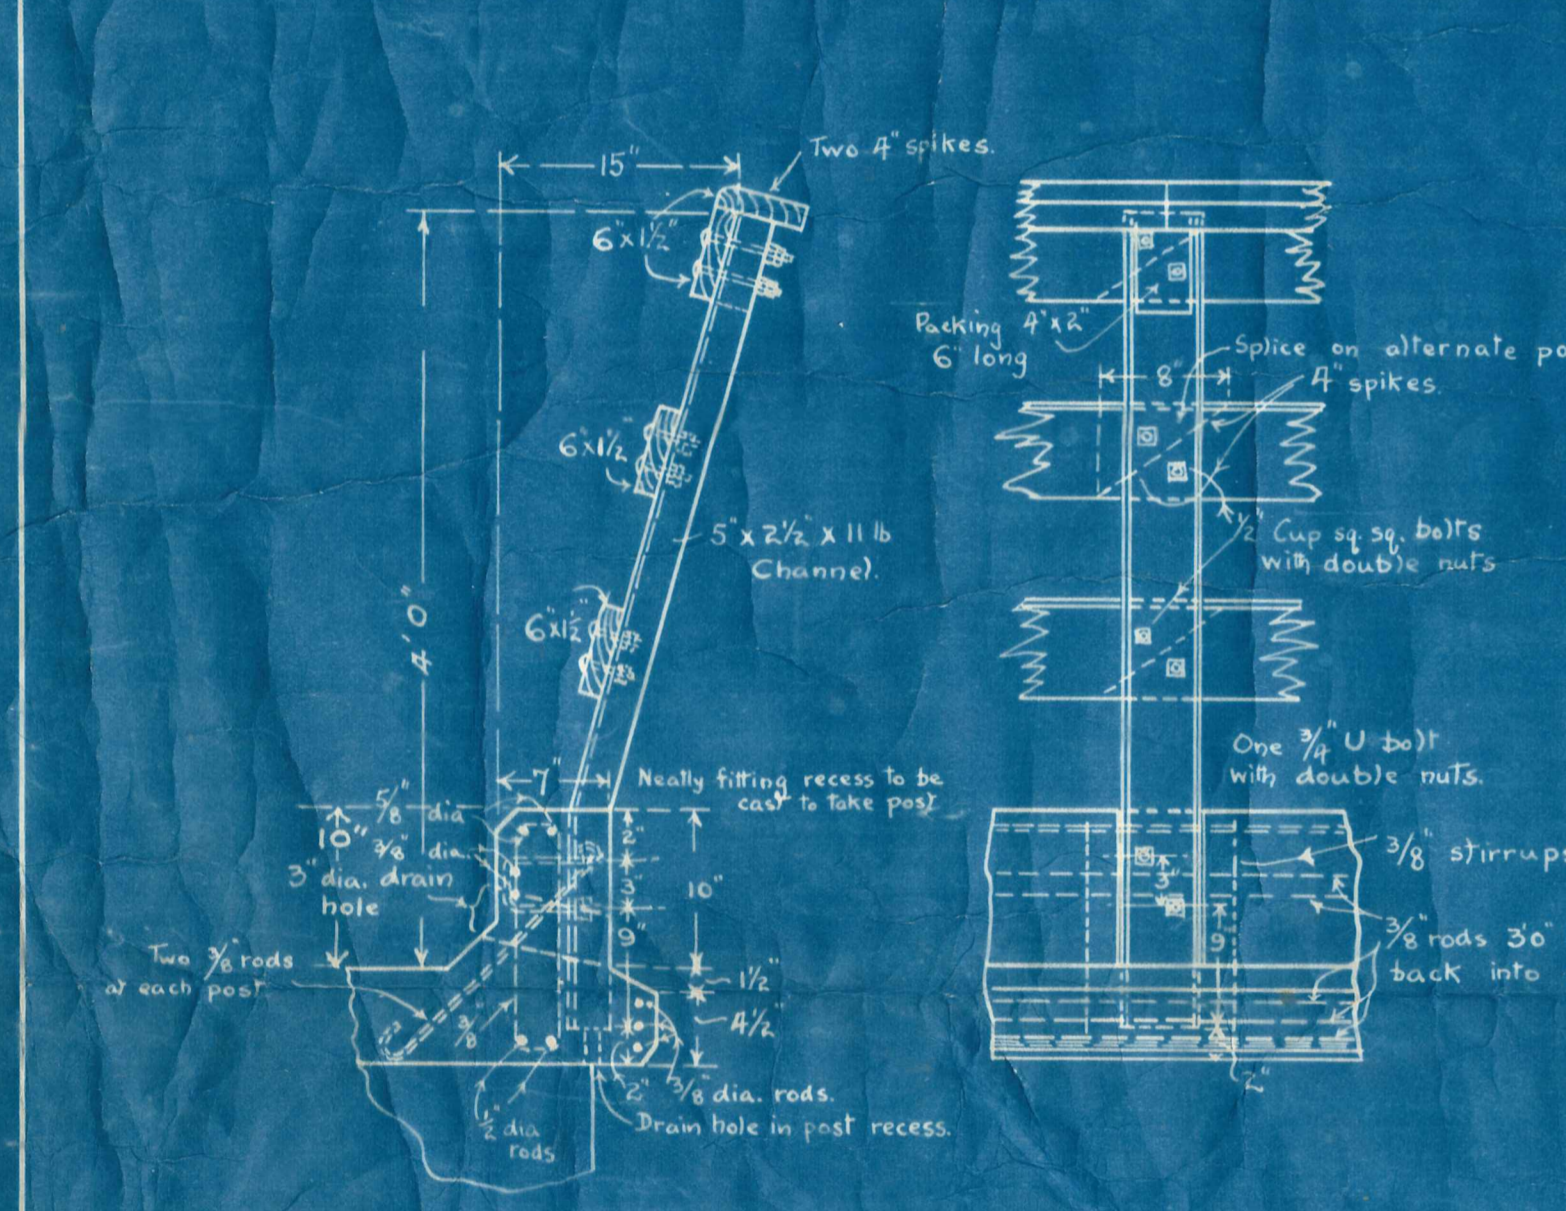 15"
Two 4" spikes.
6"x1½"
Packing 4"x2"
6" long
8"
Splice on alternate po
4" spikes.
6"x1½"
5" x 2½" x 11 lb
Channel.
½" Cup sq. sq. bolts
with double nuts
4'0"
6"x1½"
One ¾" U bolt
with double nuts.
7"
Neatly fitting recess to be
cast to take post
5/8" dia
10"
3/8" dia.
3" dia. drain
hole
2"
3"
9"
10"
3"
9"
3/8" stirrups
3/8" rods 3'0"
back into
Two 3/8" rods
at each post
3/8
1½"
4½
2"
3/8" dia. rods.
Drain hole in post recess.
½" dia
rods
2"